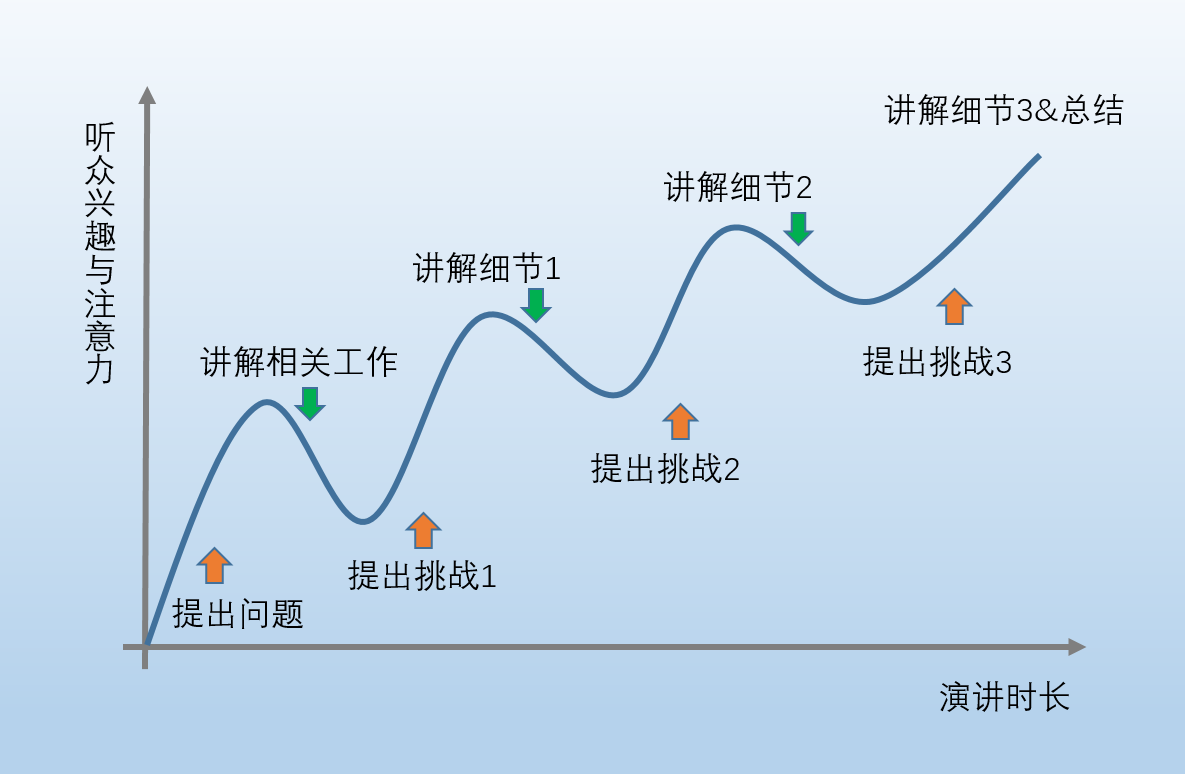 讲解细节3&总结
听众兴趣与注意力
讲解细节2
讲解细节1
讲解相关工作
提出挑战3
提出挑战2
提出挑战1
提出问题
演讲时长